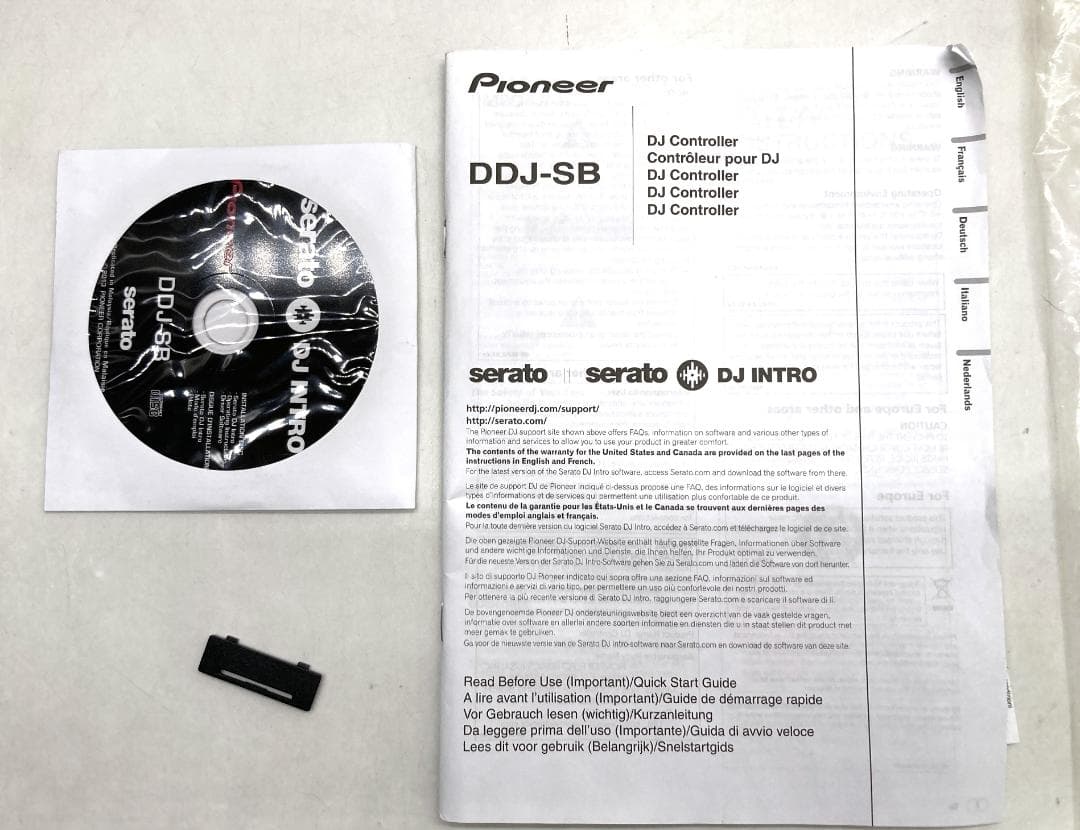 Pioneer
DDJ-SB
DJ Controller
Contrôleur pour DJ
DJ Controller
DJ Controller
DJ Controller
English
Français
Deutsch
Italiano
Nederlands
serato
serato DJ INTRO
http://pioneerdj.com/support/
http://serato.com/
The Pioneer DJ support site shown above offers FAQs, information on software and various other types of
information and services to allow you to use your product in greater comfort.
The contents of the warranty for the United States and Canada are provided on the last pages of the
instructions in English and French.
For the latest version of the Serato DJ Intro software, access Serato.com and download the software from there.
Le site de support DJ de Pioneer indiqué ci-dessus propose une FAQ, des informations sur le logiciel et divers
types d'informations et de services qui permettent une utilisation plus confortable de ce produit.
Le contenu de la garantie pour les États-Unis et le Canada se trouvent aux dernières pages des
modes d'emploi anglais et français.
Pour la toute dernière version du logiciel Serato DJ Intro, accédez à Serato.com et téléchargez le logiciel de ce site.
Die oben gezeigte Pioneer DJ-Support-Website enthält häufig gestellte Fragen, Informationen über Software
und andere wichtige Informationen und Dienste, die Ihnen helfen, Ihr Produkt optimal zu verwenden.
Für die neueste Version der Serato DJ Intro-Software gehen Sie zu Serato.com und laden die Software von dort herunter.
Il sito di supporto DJ Pioneer indicato qui sopra offre una sezione FAQ, informazioni sul software ed
informazioni e servizi di vario tipo, per permettere un uso più confortevole dei nostri prodotti.
Per ottenere la più recente versione di Serato DJ Intro, raggiungere Serato.com e scaricare il software di lì.
De bovengenoemde Pioneer DJ ondersteuningswebsite biedt een overzicht van de vaak gestelde vragen,
informatie over software en allerlei andere soorten informatie en diensten die u in staat stellen dit product met
meer gemak te gebruiken.
Ga voor de nieuwste versie van de Serato DJ Intro-software naar Serato.com en download de software van deze site.
Read Before Use (Important)/Quick Start Guide
A lire avant l'utilisation (Important)/Guide de démarrage rapide
Vor Gebrauch lesen (wichtig)/Kurzanleitung
Da leggere prima dell'uso (Importante)/Guida di avvio veloce
Lees dit voor gebruik (Belangrijk)/Snelstartgids
Pioneer
serato DJ INTRO
DDJ-SB
serato
PIONEER CORPORATION